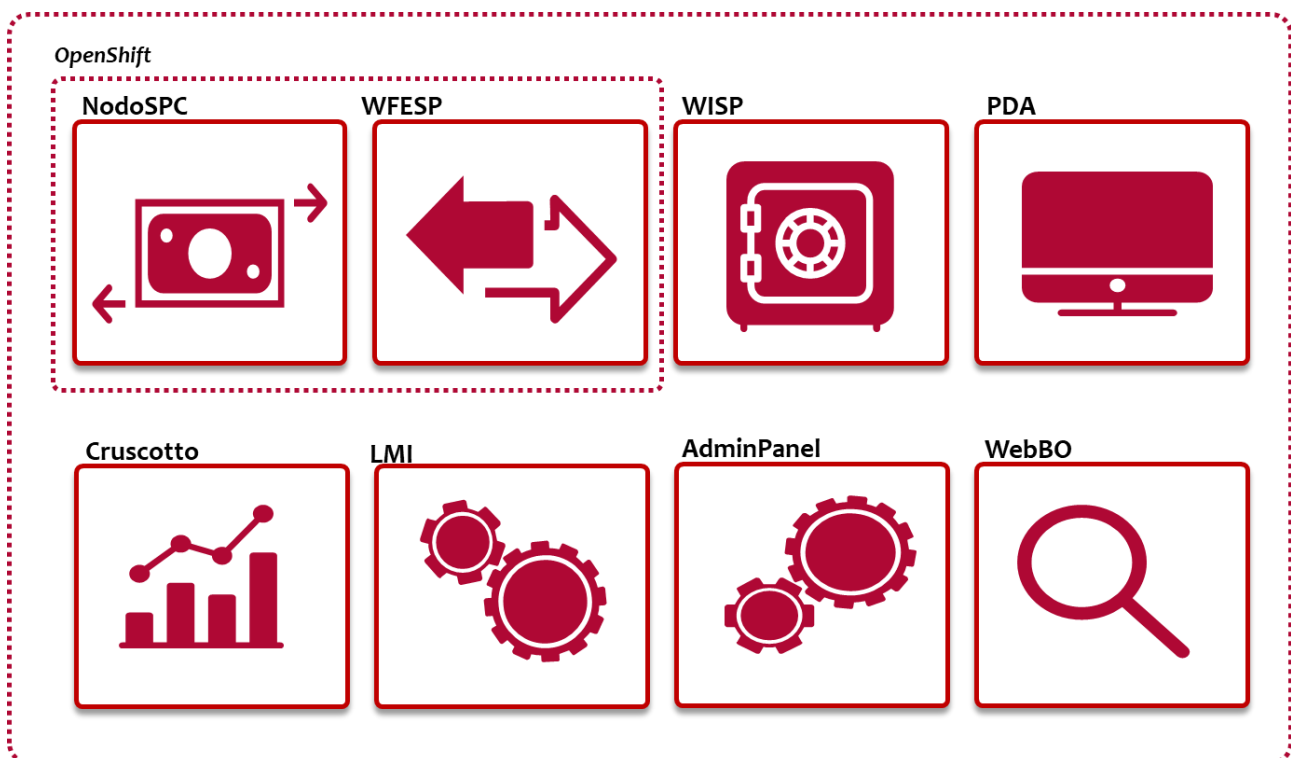 OpenShift
NodoSPC
WFESP
WISP
PDA
Cruscotto
LMI
AdminPanel
WebBO